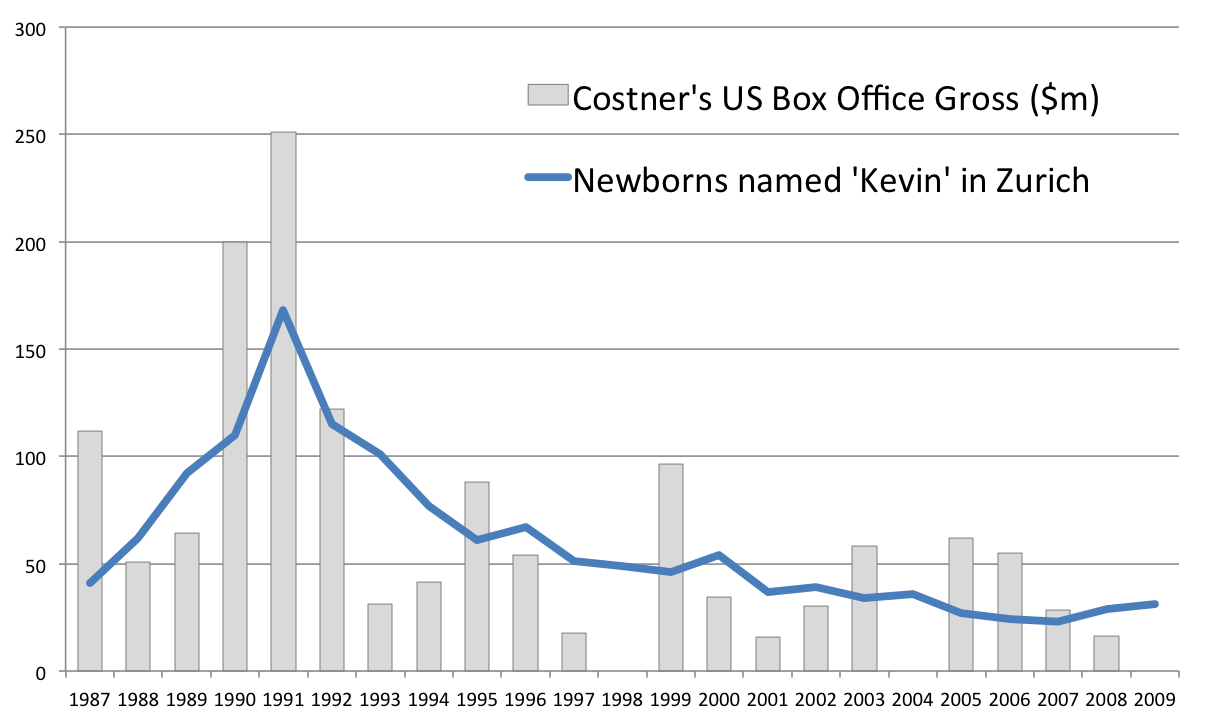 300
Costner's US Box Office Gross ($m)
250
Newborns named 'Kevin' in Zurich
200
150
100
50
0
1987 1988 1989 1990 1991 1992 1993 1994 1995 1996 1997 1998 1999 2000 2001 2002 2003 2004 2005 2006 2007 2008 2009